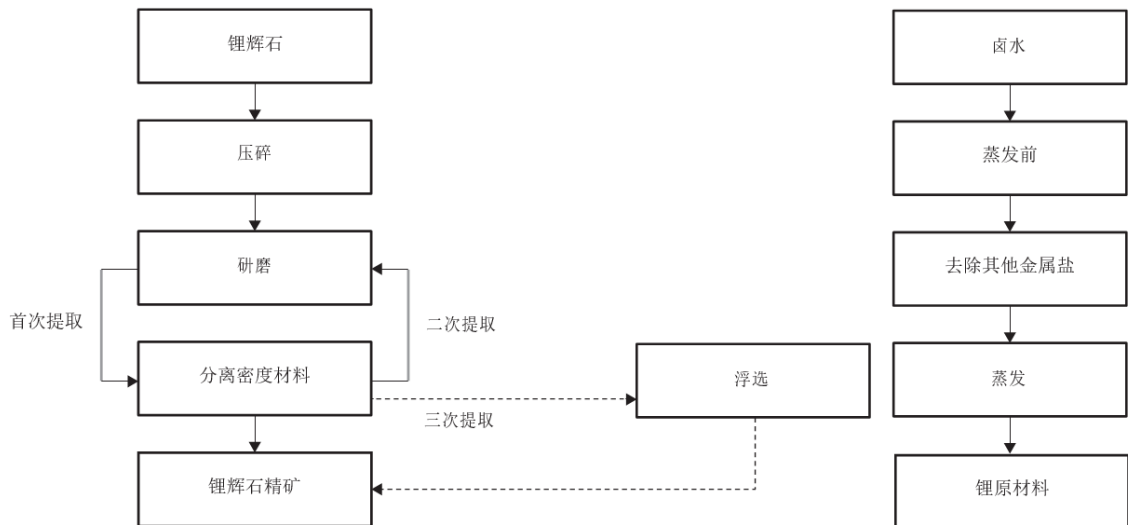 锂辉石
压碎
研磨
首次提取
二次提取
分离密度材料
三次提取
浮选
锂辉石精矿
卤水
蒸发前
去除其他金属盐
蒸发
锂原材料